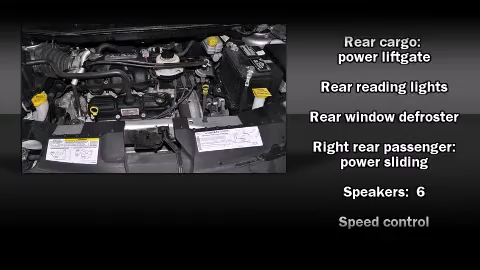 Rear cargo:
power liftgate
Rear reading lights
Rear window defroster
Right rear passenger:
power sliding
Speakers: 6
Speed control